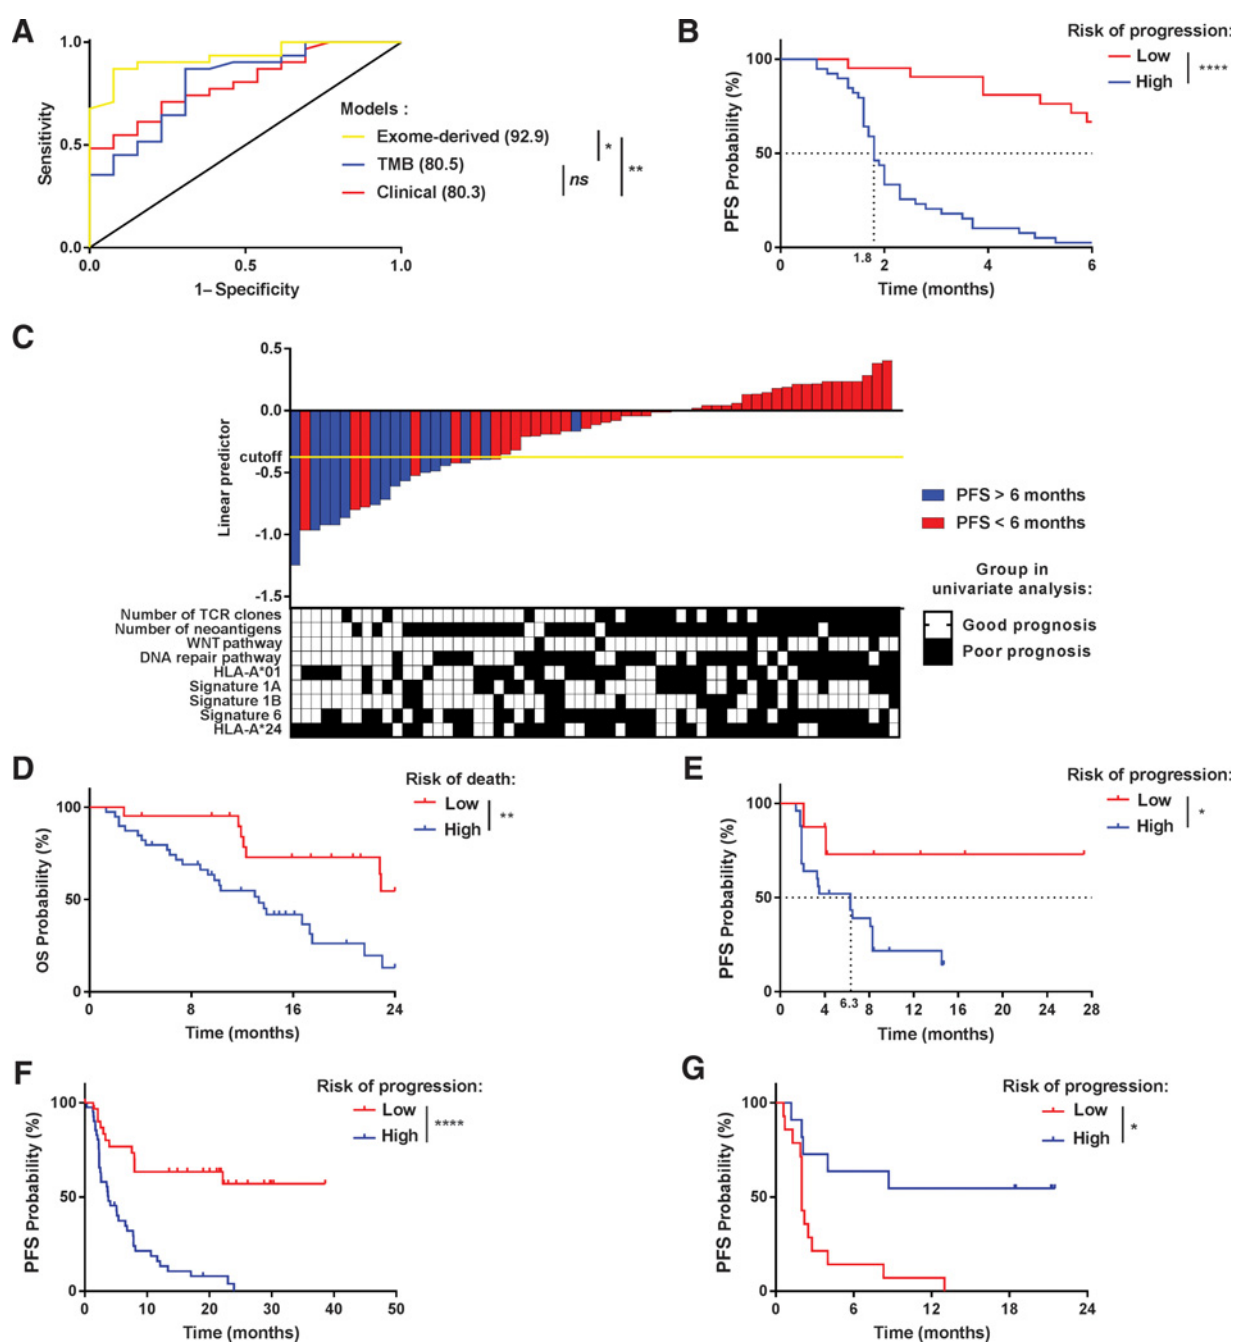 A
1.0
0.5
0.0
0.0
0.5
1.0
Sensitivity
1– Specificity
Models :
Exome-derived (92.9)
TMB (80.5)
Clinical (80.3)
*
**
ns
B
Risk of progression:
Low
High
****
100
50
0
PFS Probability (%)
0
1.8
2
4
6
Time (months)
C
0.5
0.0
cutoff
-0.5
-1.0
-1.5
Linear predictor
PFS > 6 months
PFS < 6 months
Group in
univariate analysis:
Good prognosis
Poor prognosis
Number of TCR clones
Number of neoantigens
WNT pathway
DNA repair pathway
HLA-A*01
Signature 1A
Signature 1B
Signature 6
HLA-A*24
D
Risk of death:
Low
High
**
100
50
0
OS Probability (%)
0
8
16
24
Time (months)
E
Risk of progression:
Low
High
*
100
50
0
PFS Probability (%)
0
4
6.3
8
12
16
20
24
28
Time (months)
F
Risk of progression:
Low
High
****
100
50
0
PFS Probability (%)
0
10
20
30
40
50
Time (months)
G
Risk of progression:
Low
High
*
100
50
0
PFS Probability (%)
0
6
12
18
24
Time (months)